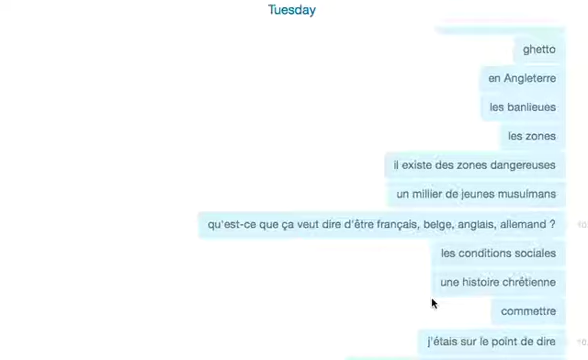 Tuesday
ghetto
en Angleterre
les banlieues
les zones
il existe des zones dangereuses
un millier de jeunes musulmans
qu'est-ce que ça veut dire d'être français, belge, anglais, allemand ?
les conditions sociales
une histoire chrétienne
commettre
j'étais sur le point de dire